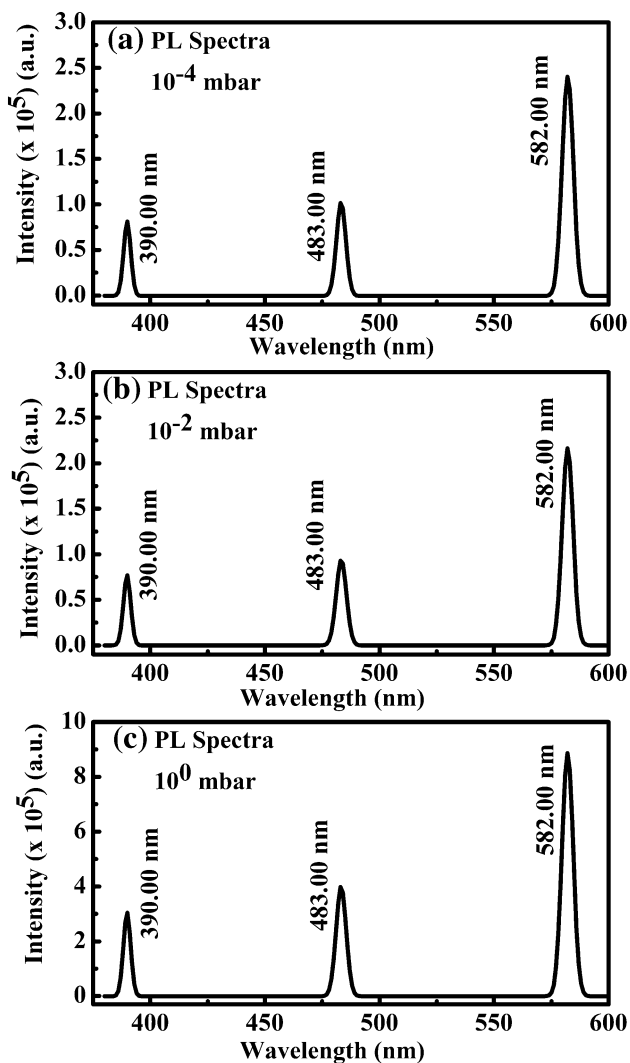 (a) PL Spectra
10⁻⁴ mbar
3.0
2.5
2.0
1.5
1.0
0.5
0.0
Intensity (x 10⁵) (a.u.)
390.00 nm
483.00 nm
582.00 nm
400 450 500 550 600
Wavelength (nm)
(b) PL Spectra
10⁻² mbar
3.0
2.5
2.0
1.5
1.0
0.5
0.0
Intensity (x 10⁵) (a.u.)
390.00 nm
483.00 nm
582.00 nm
400 450 500 550 600
Wavelength (nm)
(c) PL Spectra
10⁰ mbar
10
8
6
4
2
0
Intensity (x 10⁵) (a.u.)
390.00 nm
483.00 nm
582.00 nm
400 450 500 550 600
Wavelength (nm)